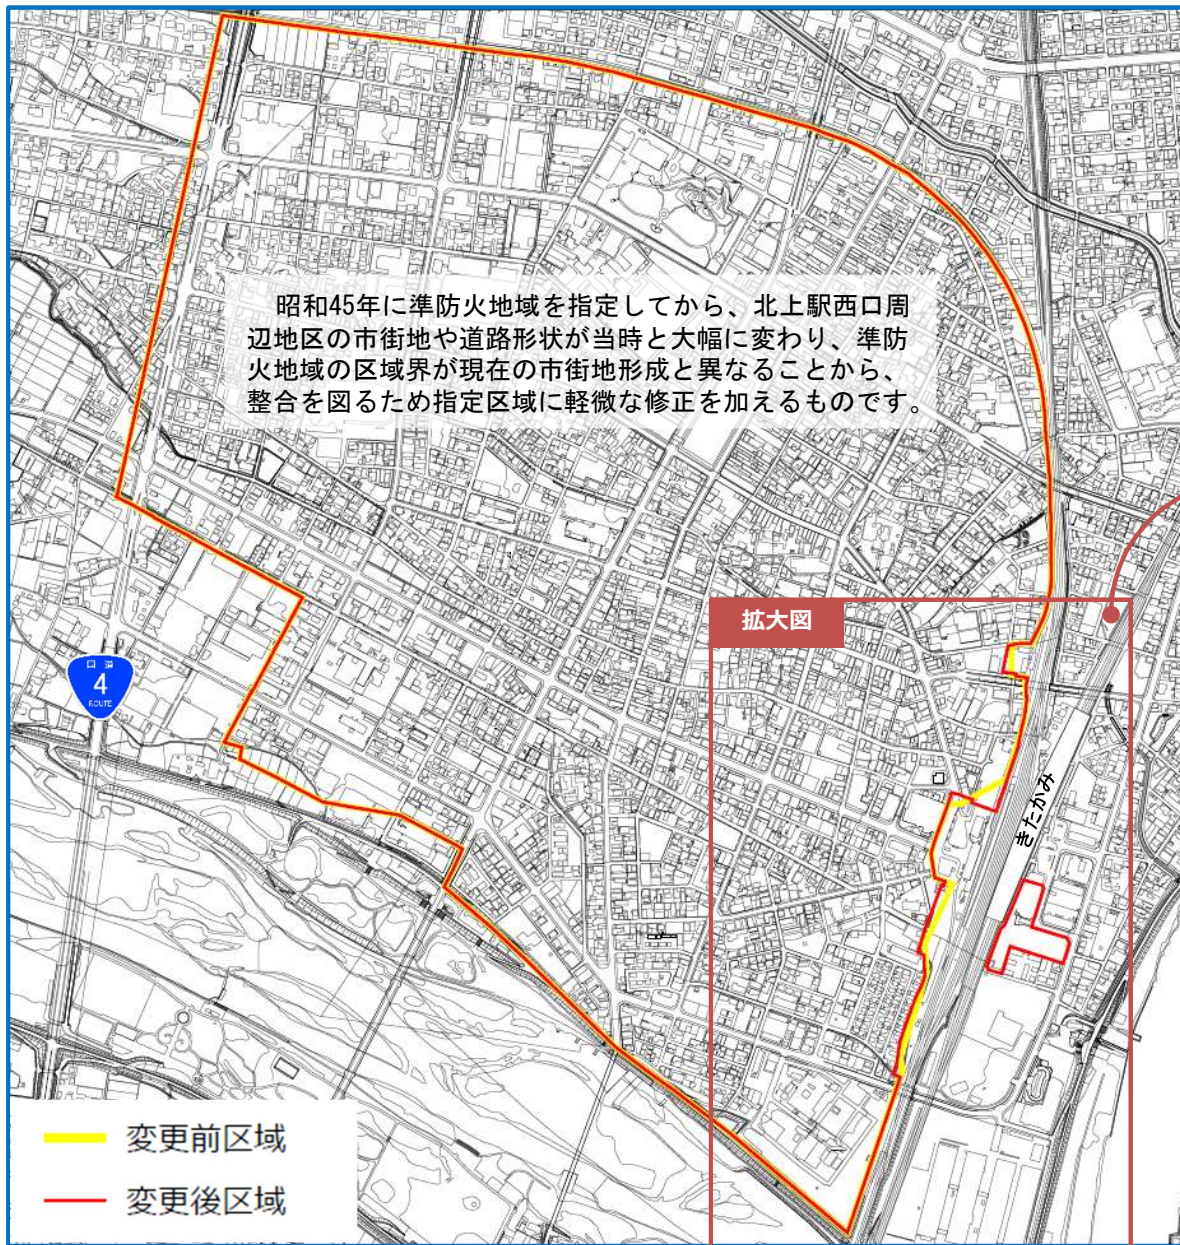 昭和45年に準防火地域を指定してから、北上駅西口周
辺地区の市街地や道路形状が当時と大幅に変わり、準防
火地域の区域界が現在の市街地形成と異なることから、
整合を図るため指定区域に軽微な修正を加えるものです。
拡大図
国道
4
ROUTE
きたかみ
変更前区域
変更後区域